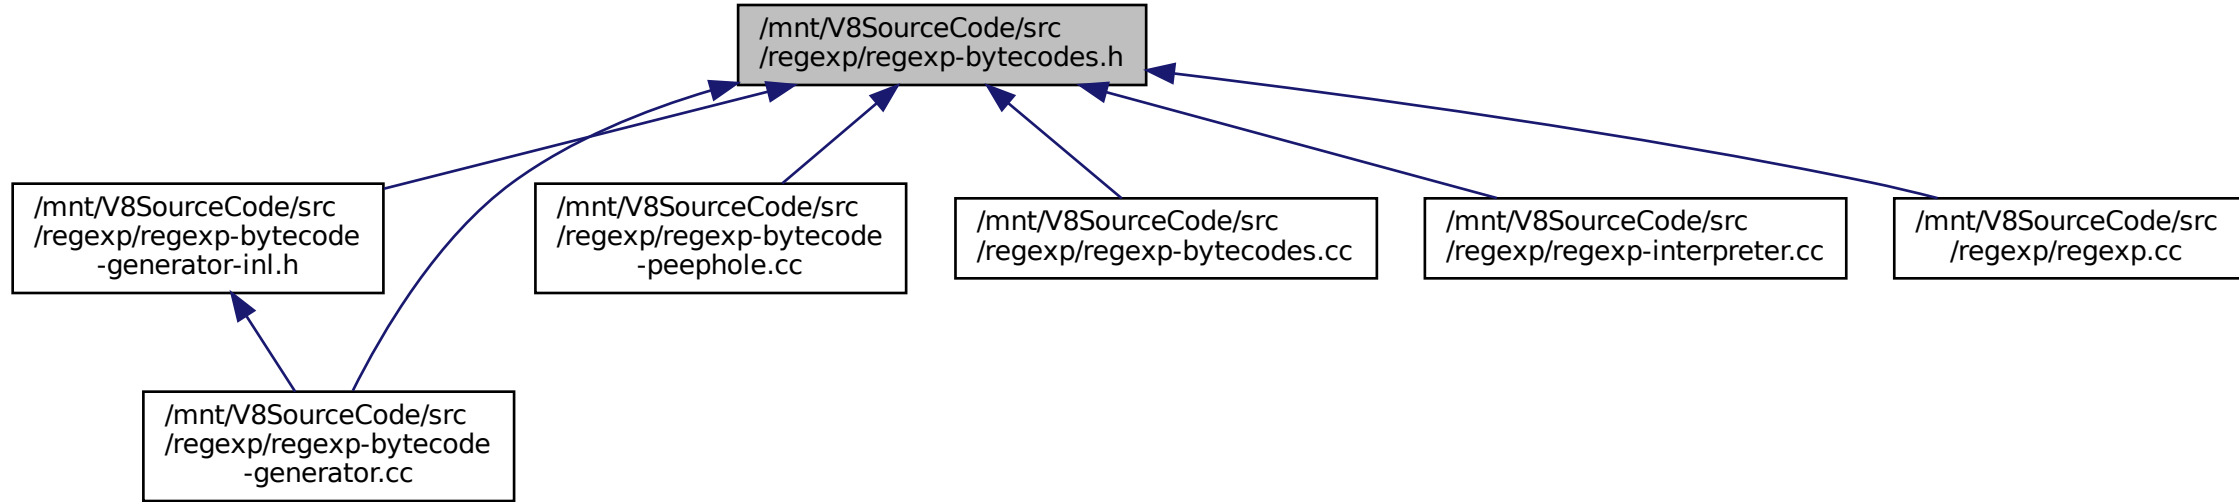 /mnt/V8SourceCode/src
/regexp/regexp-bytecodes.h
/mnt/V8SourceCode/src
/regexp/regexp-bytecode
-generator-inl.h
/mnt/V8SourceCode/src
/regexp/regexp-bytecode
-peephole.cc
/mnt/V8SourceCode/src
/regexp/regexp-bytecodes.cc
/mnt/V8SourceCode/src
/regexp/regexp-interpreter.cc
/mnt/V8SourceCode/src
/regexp/regexp.cc
/mnt/V8SourceCode/src
/regexp/regexp-bytecode
-generator.cc